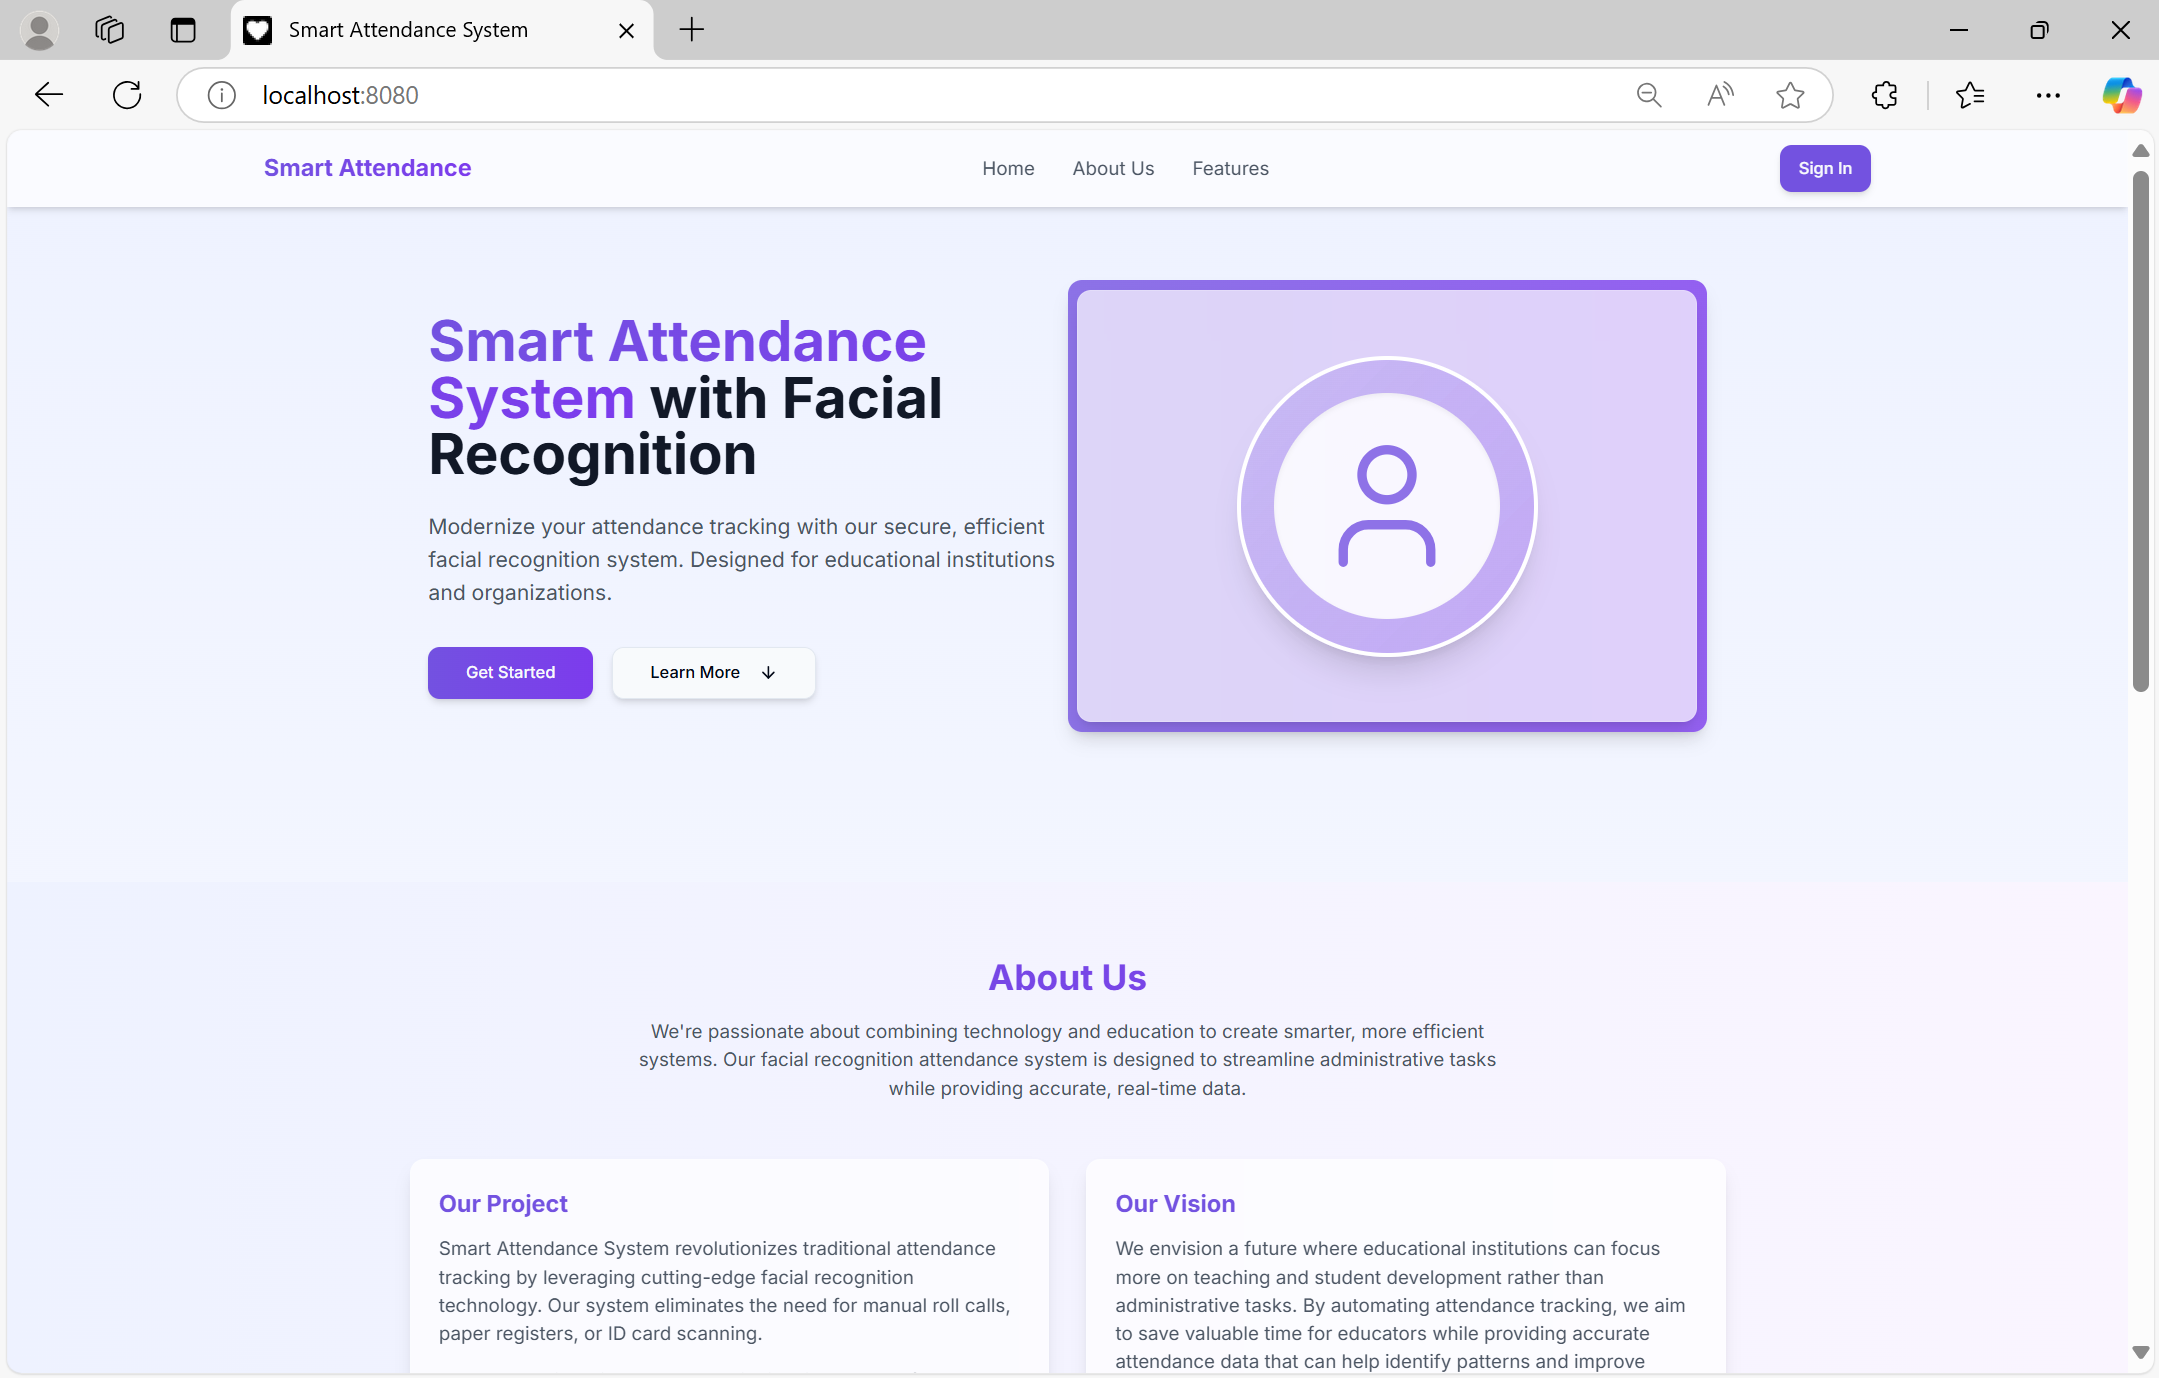 Smart Attendance System
localhost:8080
Smart Attendance
Home
About Us
Features
Sign In
Smart Attendance
System with Facial
Recognition
Modernize your attendance tracking with our secure, efficient
facial recognition system. Designed for educational institutions
and organizations.
Get Started
Learn More
About Us
We're passionate about combining technology and education to create smarter, more efficient
systems. Our facial recognition attendance system is designed to streamline administrative tasks
while providing accurate, real-time data.
Our Project
Smart Attendance System revolutionizes traditional attendance
tracking by leveraging cutting-edge facial recognition
technology. Our system eliminates the need for manual roll calls,
paper registers, or ID card scanning.
Our Vision
We envision a future where educational institutions can focus
more on teaching and student development rather than
administrative tasks. By automating attendance tracking, we aim
to save valuable time for educators while providing accurate
attendance data that can help identify patterns and improve